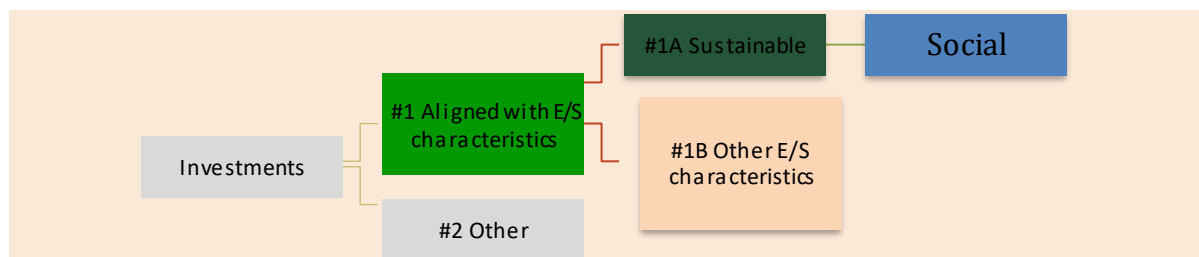 #1A Sustainable
Social
#1 Aligned with E/S
characteristics
#1B Other E/S
characteristics
Investments
#2 Other